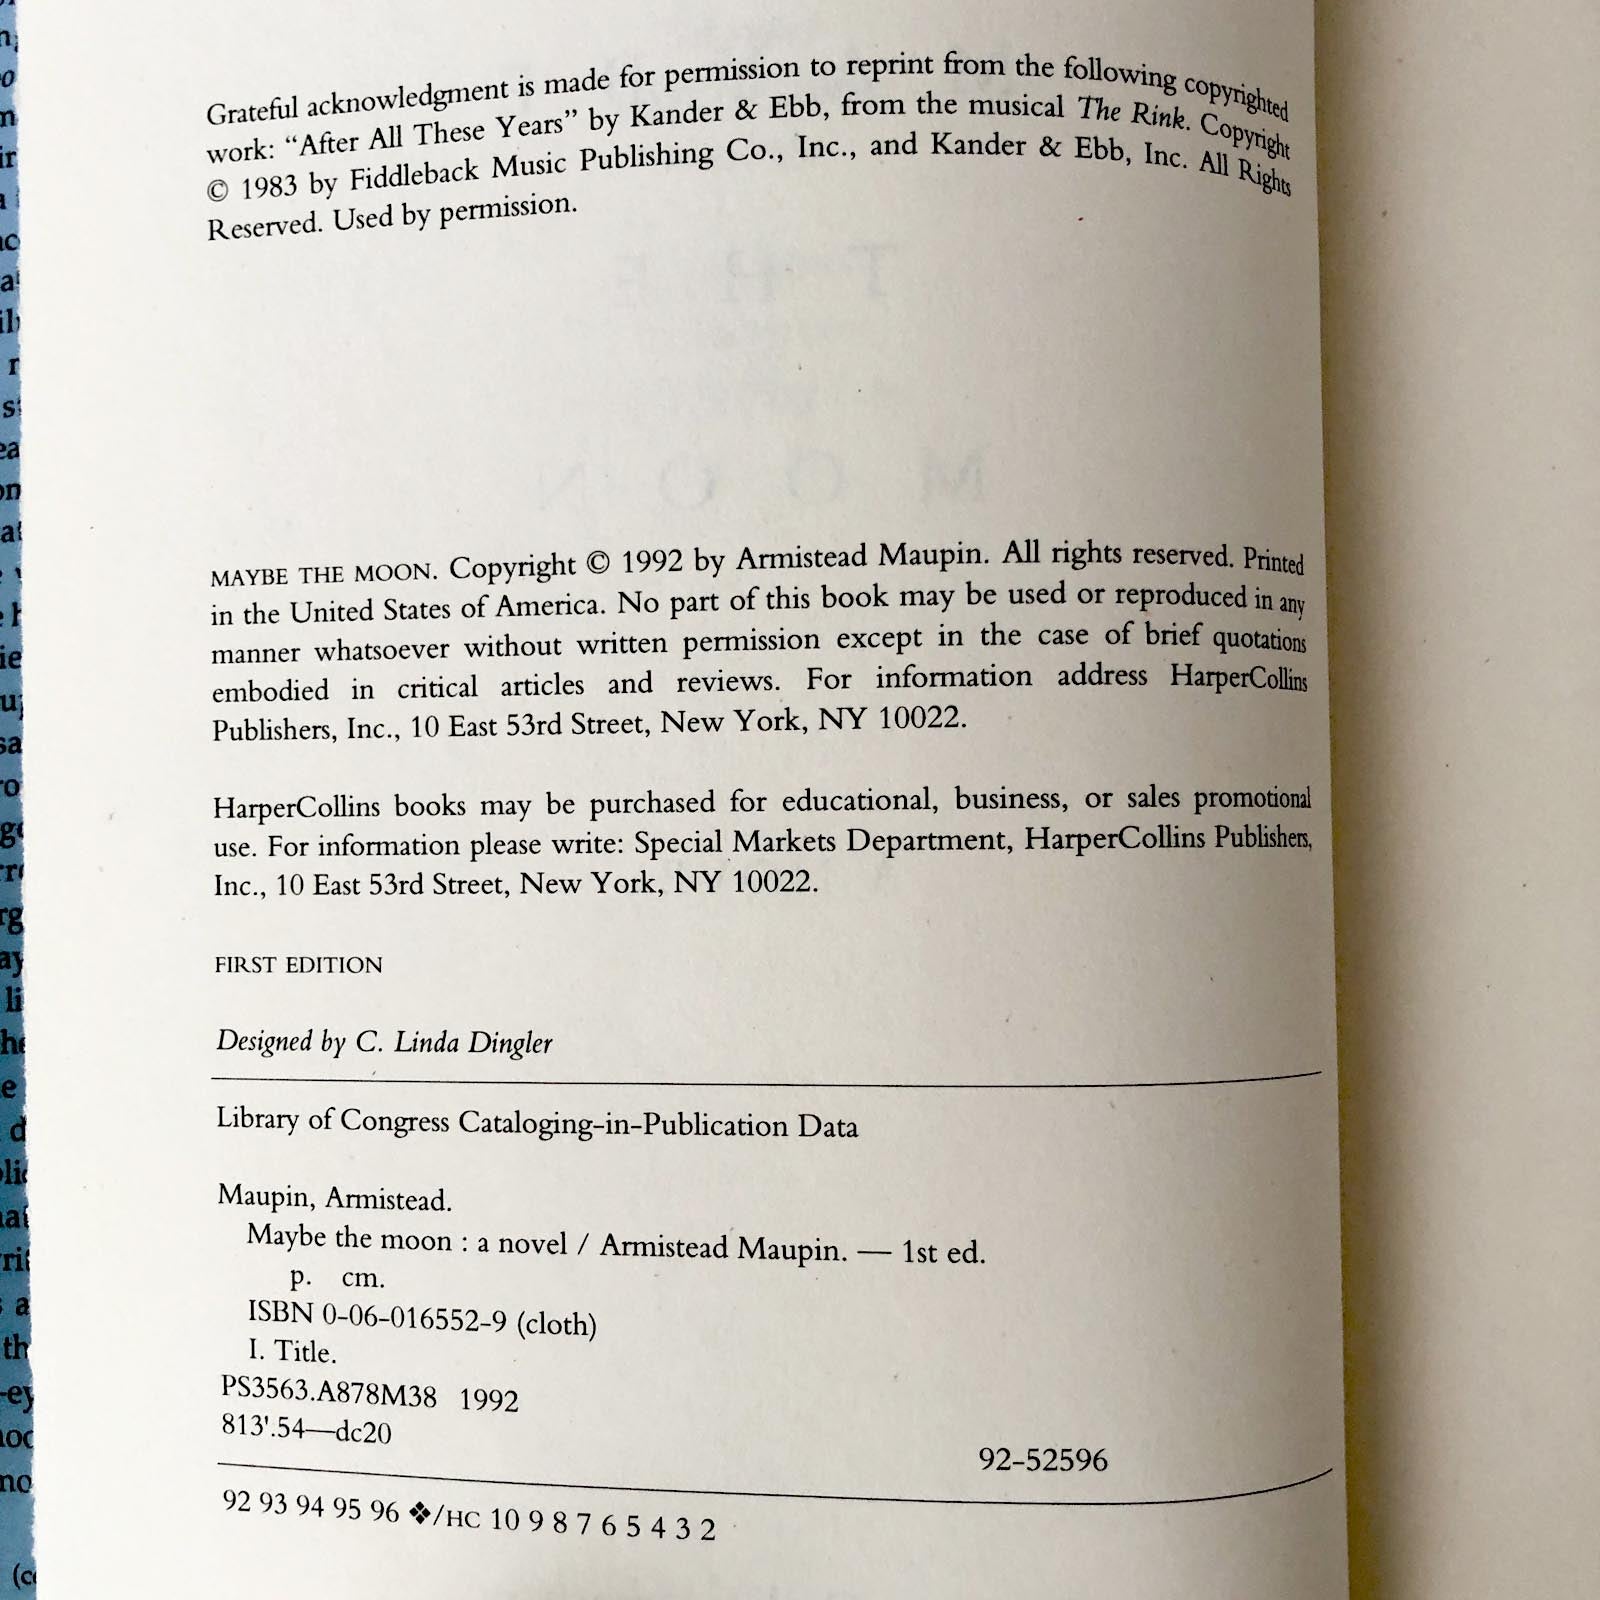 Grateful acknowledgment is made for permission to reprint from the following copyrighted
work: “After All These Years” by Kander & Ebb, from the musical The Rink. Copyright
© 1983 by Fiddleback Music Publishing Co., Inc., and Kander & Ebb, Inc. All Rights
Reserved. Used by permission.
MAYBE THE MOON. Copyright © 1992 by Armistead Maupin. All rights reserved. Printed
in the United States of America. No part of this book may be used or reproduced in any
manner whatsoever without written permission except in the case of brief quotations
embodied in critical articles and reviews. For information address HarperCollins
Publishers, Inc., 10 East 53rd Street, New York, NY 10022.
HarperCollins books may be purchased for educational, business, or sales promotional
use. For information please write: Special Markets Department, HarperCollins Publishers,
Inc., 10 East 53rd Street, New York, NY 10022.
FIRST EDITION
Designed by C. Linda Dingler
Library of Congress Cataloging-in-Publication Data
Maupin, Armistead.
Maybe the moon : a novel / Armistead Maupin. — 1st ed.
p. cm.
ISBN 0-06-016552-9 (cloth)
I. Title.
PS3563.A878M38 1992
813'.54—dc20
92-52596
92 93 94 95 96 ❖/HC 10 9 8 7 6 5 4 3 2